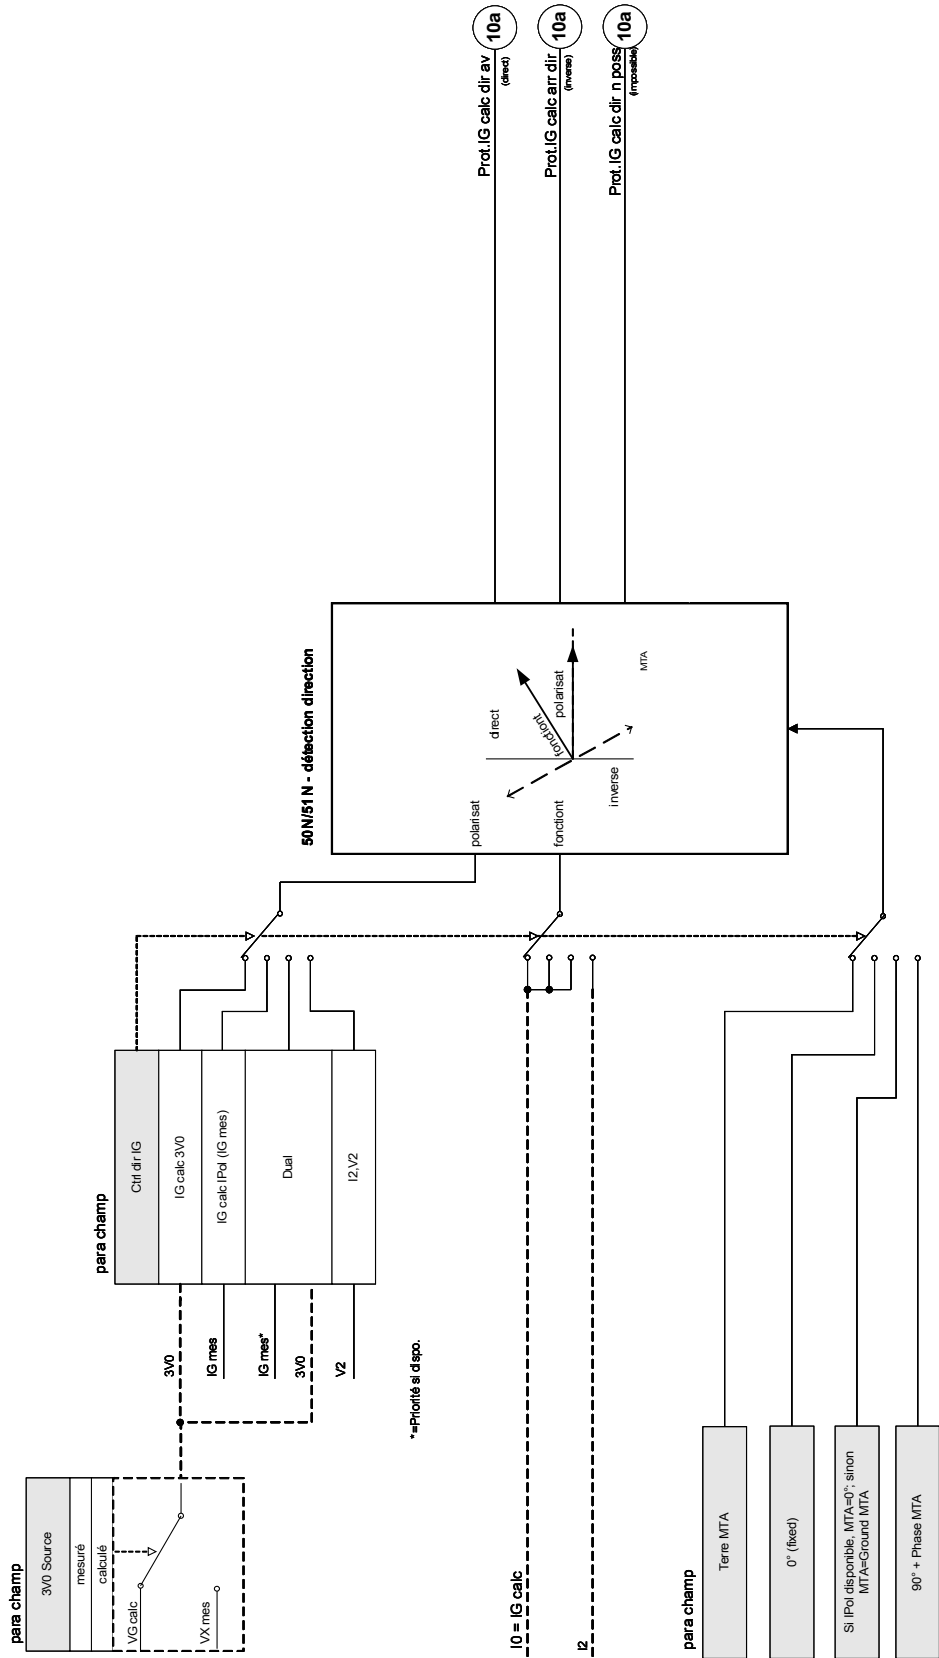 para champ
3V0 Source
mesuré
calculé
VG calc
VX mes
para champ
Ctrl dir IG
IG calc 3V0
IG calc IPol (IG mes)
Dual
I2,V2
3V0
IG mes
IG mes*
3V0
V2
*=Priorité si dispo.
I0 = IG calc
I2
para champ
Terre MTA
0° (fixed)
Si IPol disponible, MTA=0°; sinon
MTA=Ground MTA
90° + Phase MTA
50N/51N - détection direction
polarisat
fonctiont
direct
inverse
fonctiont
polarisat
MTA
Prot.IG calc dir av
(direct)
10a
Prot.IG calc arr dir
(inverse)
10a
Prot.IG calc dir n poss
(impossible)
10a